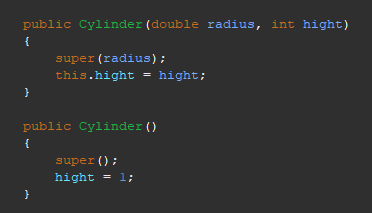 public Cylinder(double radius, int hight)
{
    super(radius);
    this.hight = hight;
}

public Cylinder()
{
    super();
    hight = 1;
}